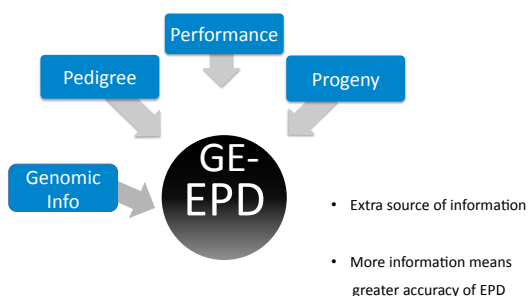 Performance
Pedigree
Progeny
Genomic
Info
GE-
EPD
• Extra source of information
• More information means
greater accuracy of EPD